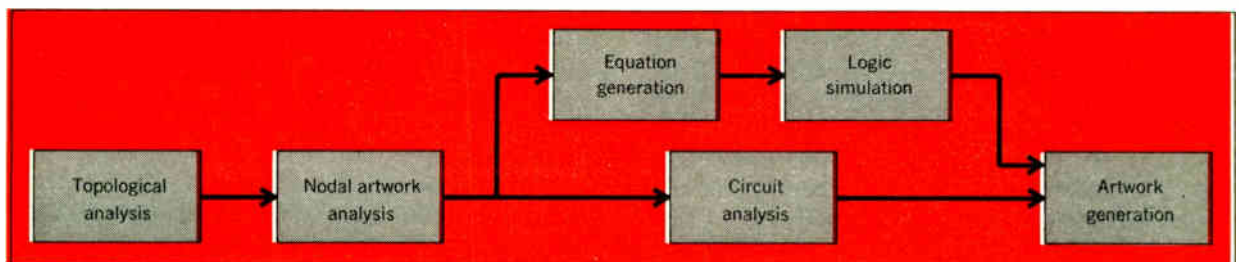 Equation
generation
Logic
simulation
Topological
analysis
Nodal artwork
analysis
Circuit
analysis
Artwork
generation